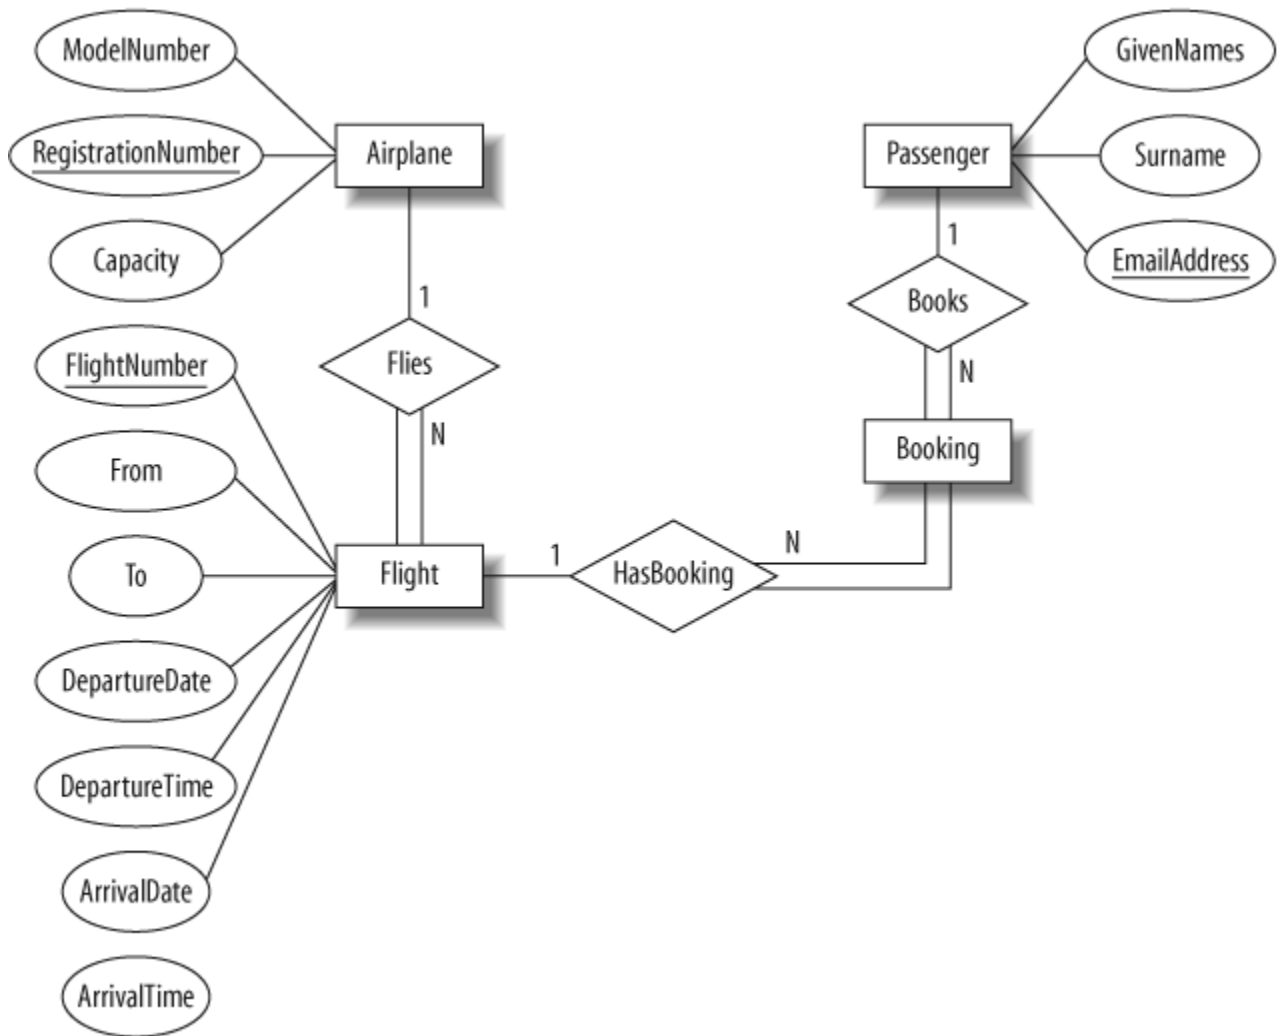 ModelNumber
GivenNames
RegistrationNumber
Airplane
Passenger
Surname
Capacity
1
EmailAddress
1
Books
FlightNumber
Flies
N
N
Booking
From
1
N
To
Flight
HasBooking
DepartureDate
DepartureTime
ArrivalDate
ArrivalTime